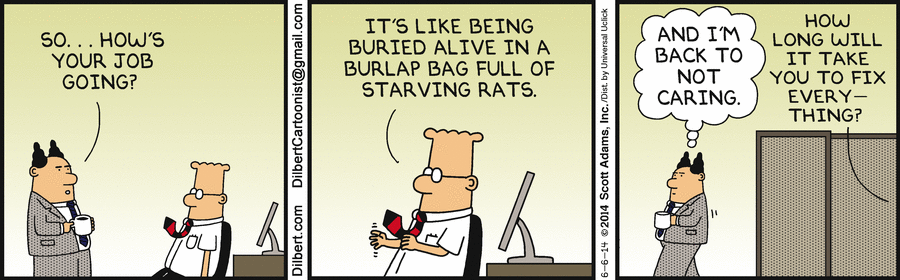 SO... HOW'S
YOUR JOB
GOING?
Dilbert.com DilbertCartoonist@gmail.com
IT'S LIKE BEING
BURIED ALIVE IN A
BURLAP BAG FULL OF
STARVING RATS.
6-6-14 ©2014 Scott Adams, Inc. /Dist. by Universal Uclick
AND I'M
BACK TO
NOT
CARING.
HOW
LONG WILL
IT TAKE
YOU TO FIX
EVERY—
THING?